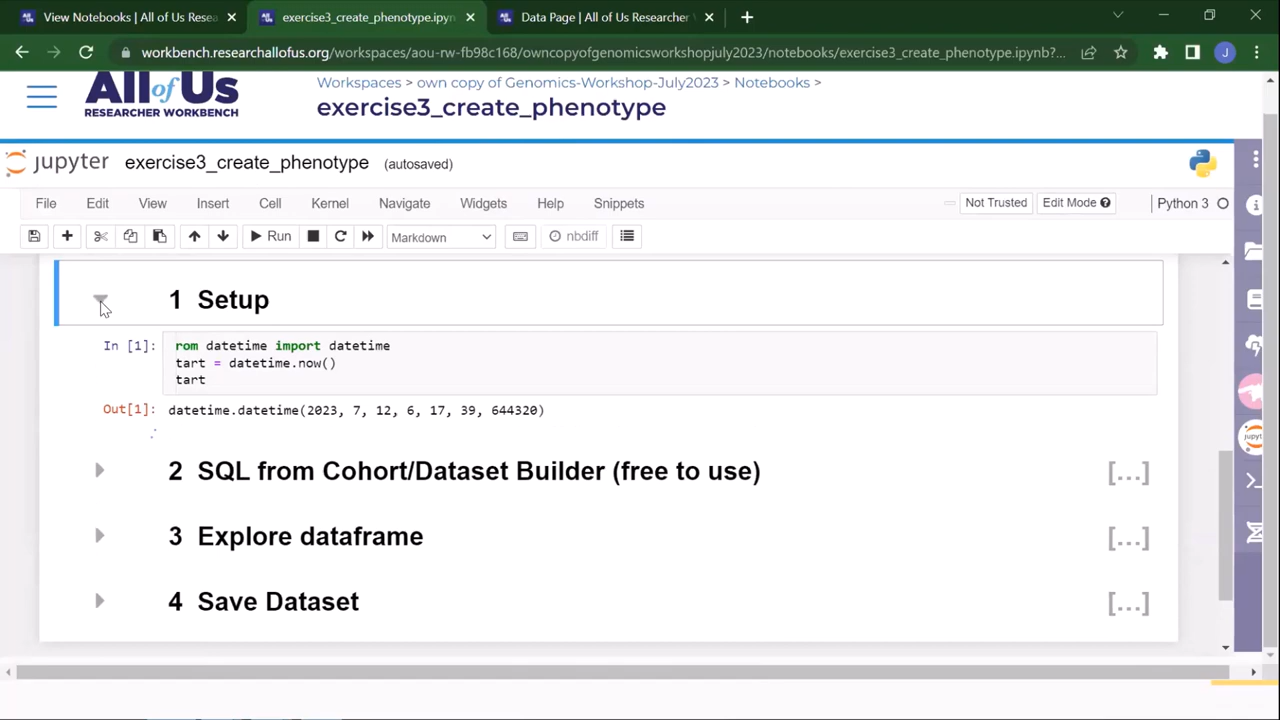 View Notebooks | All of Us Resea
exercise3_create_phenotype.ipyn
Data Page | All of Us Researcher
workbench.researchallofus.org/workspaces/aou-rw-fb98c168/owncopyofgenomicsworkshopjuly2023/notebooks/exercise3_create_phenotype.ipynb?...
J
All of Us
RESEARCHER WORKBENCH
Workspaces > own copy of Genomics-Workshop-July2023 > Notebooks >
exercise3_create_phenotype
jupyter exercise3_create_phenotype (autosaved)
File Edit View Insert Cell Kernel Navigate Widgets Help Snippets
Not Trusted Edit Mode Python 3
Run Markdown nbdiff
1 Setup
In [1]: rom datetime import datetime
tart = datetime.now()
tart
Out[1]: datetime.datetime(2023, 7, 12, 6, 17, 39, 644320)
2 SQL from Cohort/Dataset Builder (free to use) [...]
3 Explore dataframe [...]
4 Save Dataset [...]
jupyt